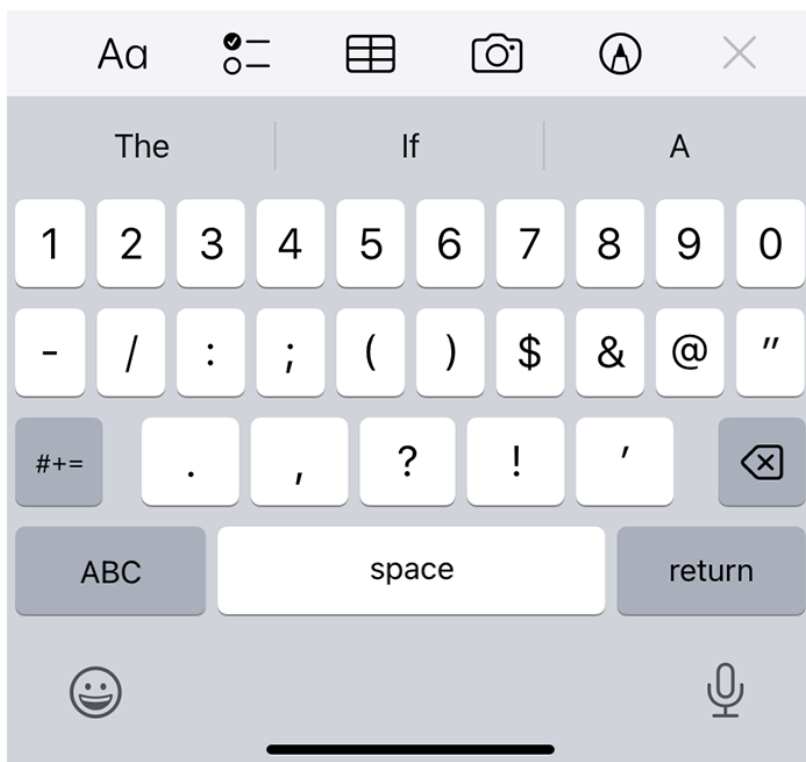 Aa
The If A
1 2 3 4 5 6 7 8 9 0
- / : ; ( ) $ & @ "
#+= . , ? ! '
ABC space return